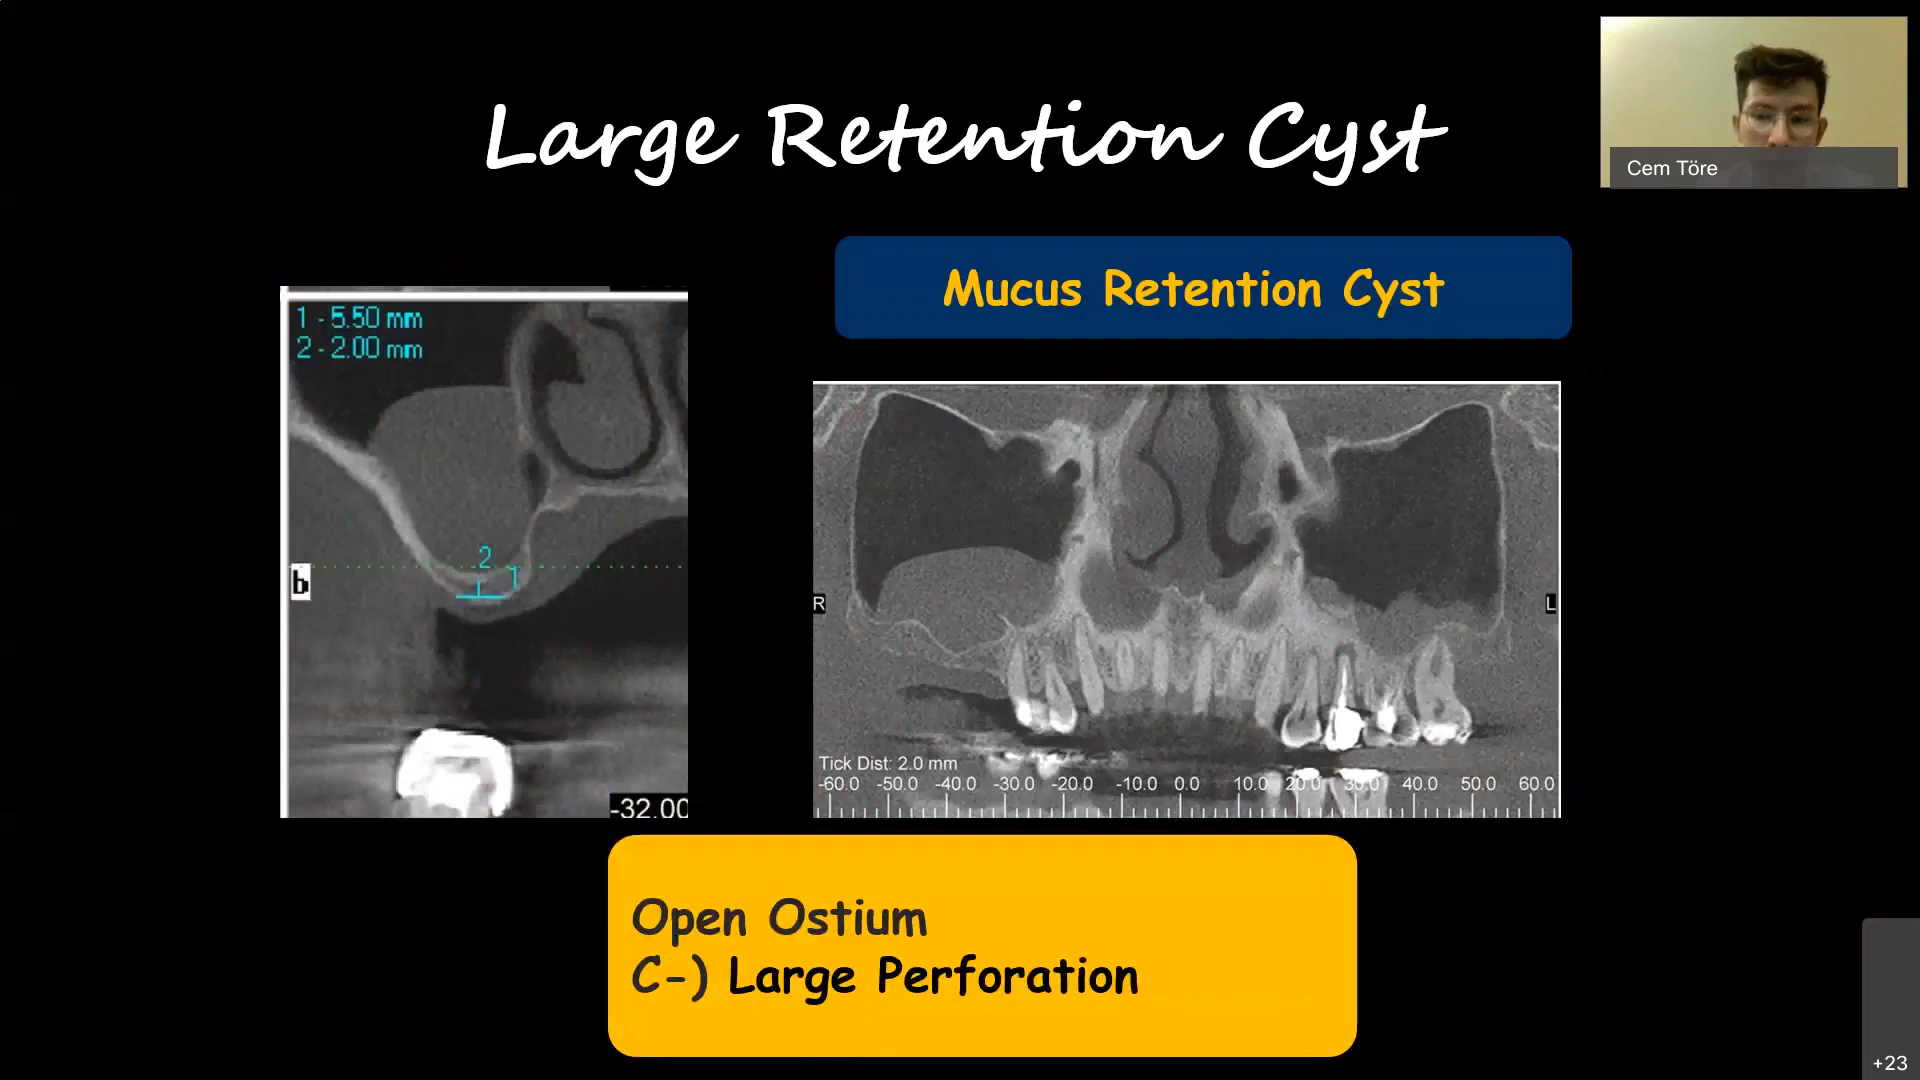 Large Retention Cyst
Cem Töre
Mucus Retention Cyst
1 - 5.50 mm
2 - 2.00 mm
2
1
b
-32.00
R
L
Tick Dist: 2.0 mm
-60.0 -50.0 -40.0 -30.0 -20.0 -10.0 0.0 10.0 20.0 30.0 40.0 50.0 60.0
Open Ostium
C-) Large Perforation
+23